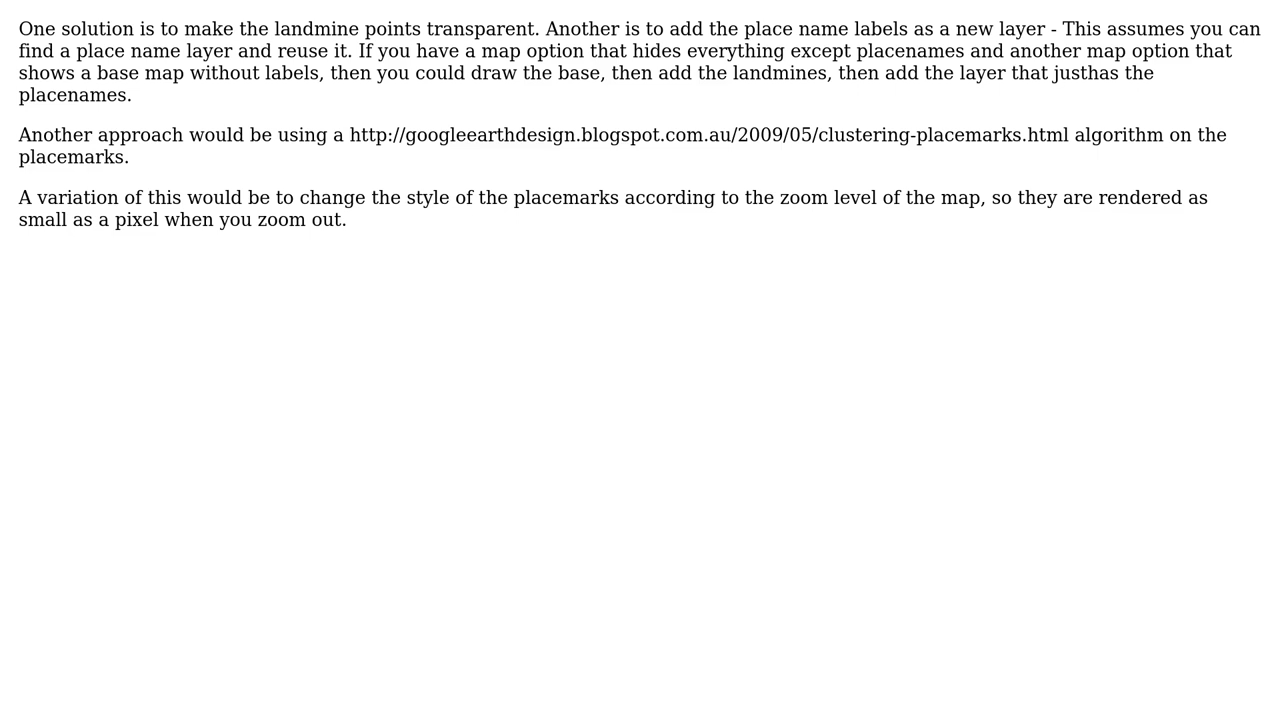 One solution is to make the landmine points transparent. Another is to add the place name labels as a new layer - This assumes you can
find a place name layer and reuse it. If you have a map option that hides everything except placenames and another map option that
shows a base map without labels, then you could draw the base, then add the landmines, then add the layer that justhas the
placenames.
Another approach would be using a http://googleearthdesign.blogspot.com.au/2009/05/clustering-placemarks.html algorithm on the
placemarks.
A variation of this would be to change the style of the placemarks according to the zoom level of the map, so they are rendered as
small as a pixel when you zoom out.